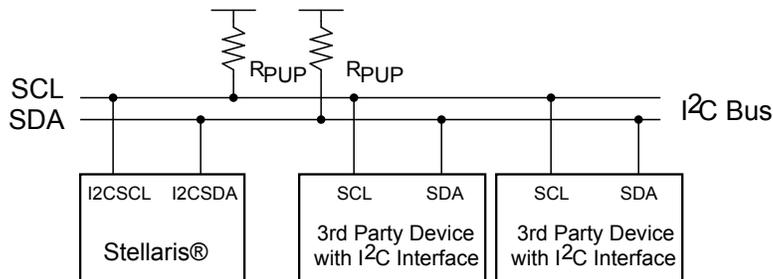 RPUP RPUP
SCL
SDA
I²C Bus
I2CSCL I2CSDA SCL SDA SCL SDA
Stellaris®
3rd Party Device
with I²C Interface
3rd Party Device
with I²C Interface